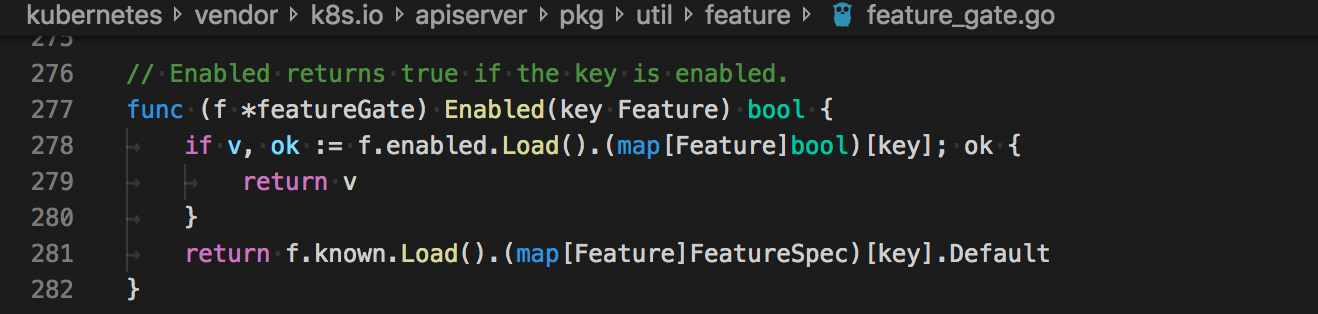 kubernetes › vendor › k8s.io › apiserver › pkg › util › feature › feature_gate.go
275
276 // Enabled returns true if the key is enabled.
277 func (f *featureGate) Enabled(key Feature) bool {
278 if v, ok := f.enabled.Load().(map[Feature]bool)[key]; ok {
279 return v
280 }
281 return f.known.Load().(map[Feature]FeatureSpec)[key].Default
282 }